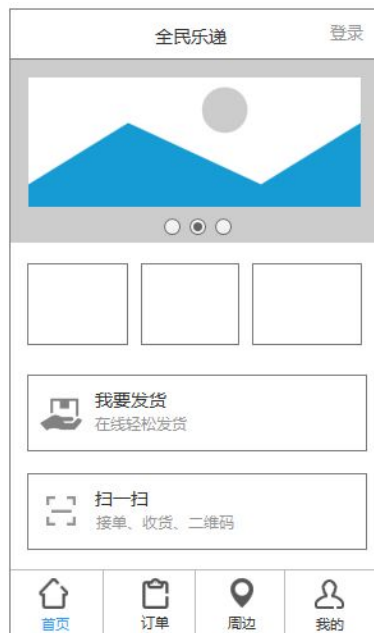 全民乐递
登录
我要发货
在线轻松发货
扫一扫
接单、收货、二维码
首页
订单
周边
我的